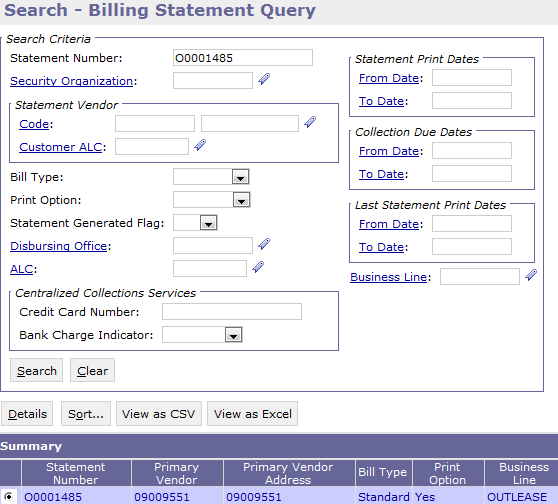 Search - Billing Statement Query
Search Criteria
Statement Number: O0001485
Security Organization:
Statement Vendor
Code:
Customer ALC:
Bill Type:
Print Option:
Statement Generated Flag:
Disbursing Office:
ALC:
Centralized Collections Services
Credit Card Number:
Bank Charge Indicator:
Statement Print Dates
From Date:
To Date:
Collection Due Dates
From Date:
To Date:
Last Statement Print Dates
From Date:
To Date:
Business Line:
Search Clear
Details Sort... View as CSV View as Excel
Summary
Statement Number Primary Vendor Primary Vendor Address Bill Type Print Option Business Line
O0001485 09009551 09009551 Standard Yes OUTLEASE